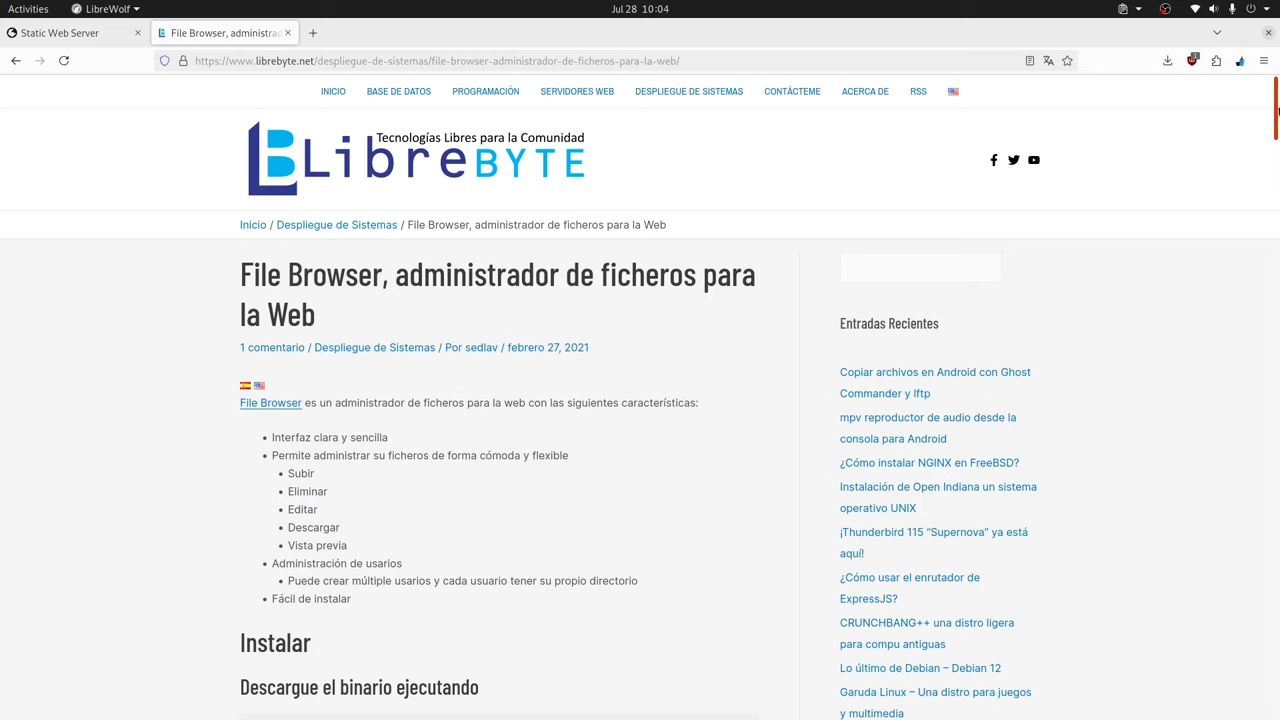 Activities
LibreWolf
Jul 28 10:04
Static Web Server
File Browser, administra
https://www.librebyte.net/despliegue-de-sistemas/file-browser-administrador-de-ficheros-para-la-web/
1
INICIO
BASE DE DATOS
PROGRAMACIÓN
SERVIDORES WEB
DESPLIEGUE DE SISTEMAS
CONTÁCTEME
ACERCA DE
RSS
Tecnologías Libres para la Comunidad
LibreBYTE
Inicio / Despliegue de Sistemas / File Browser, administrador de ficheros para la Web
File Browser, administrador de ficheros para
la Web
1 comentario / Despliegue de Sistemas / Por sedlav / febrero 27, 2021
File Browser es un administrador de ficheros para la web con las siguientes características:
• Interfaz clara y sencilla
• Permite administrar su ficheros de forma cómoda y flexible
• Subir
• Eliminar
• Editar
• Descargar
• Vista previa
• Administración de usarios
• Puede crear múltiple usarios y cada usuario tener su propio directorio
• Fácil de instalar
Instalar
Descargue el binario ejecutando
Entradas Recientes
Copiar archivos en Android con Ghost
Commander y lftp
mpv reproductor de audio desde la
consola para Android
¿Cómo instalar NGINX en FreeBSD?
Instalación de Open Indiana un sistema
operativo UNIX
¡Thunderbird 115 “Supernova” ya está
aquí!
¿Cómo usar el enrutador de
ExpressJS?
CRUNCHBANG++ una distro ligera
para compu antiguas
Lo último de Debian – Debian 12
Garuda Linux – Una distro para juegos
y multimedia